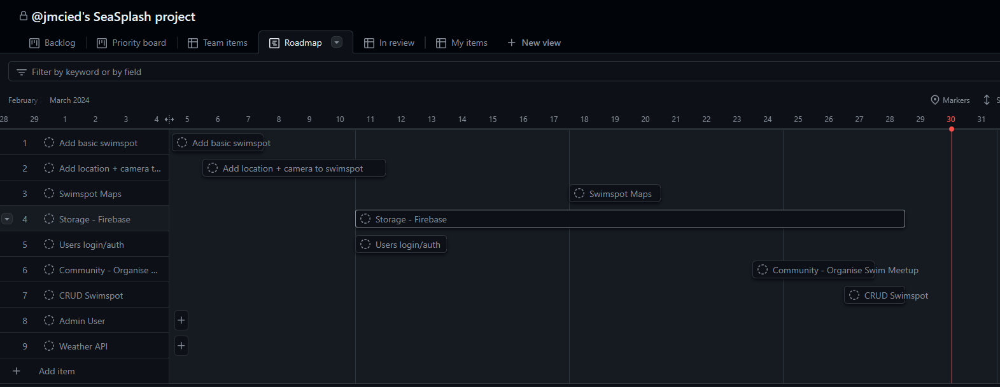 @jmcied's SeaSplash project
Backlog Priority board Team items Roadmap In review My items + New view
Filter by keyword or by field
February March 2024 Markers S
28 29 1 2 3 4 5 6 7 8 9 10 11 12 13 14 15 16 17 18 19 20 21 22 23 24 25 26 27 28 29 30 31
1 Add basic swimspot Add basic swimspot
2 Add location + camera t... Add location + camera to swimspot
3 Swimspot Maps Swimspot Maps
4 Storage - Firebase Storage - Firebase
5 Users login/auth Users login/auth
6 Community - Organise ... Community - Organise Swim Meetup
7 CRUD Swimspot CRUD Swimspot
8 Admin User +
9 Weather API +
+ Add item